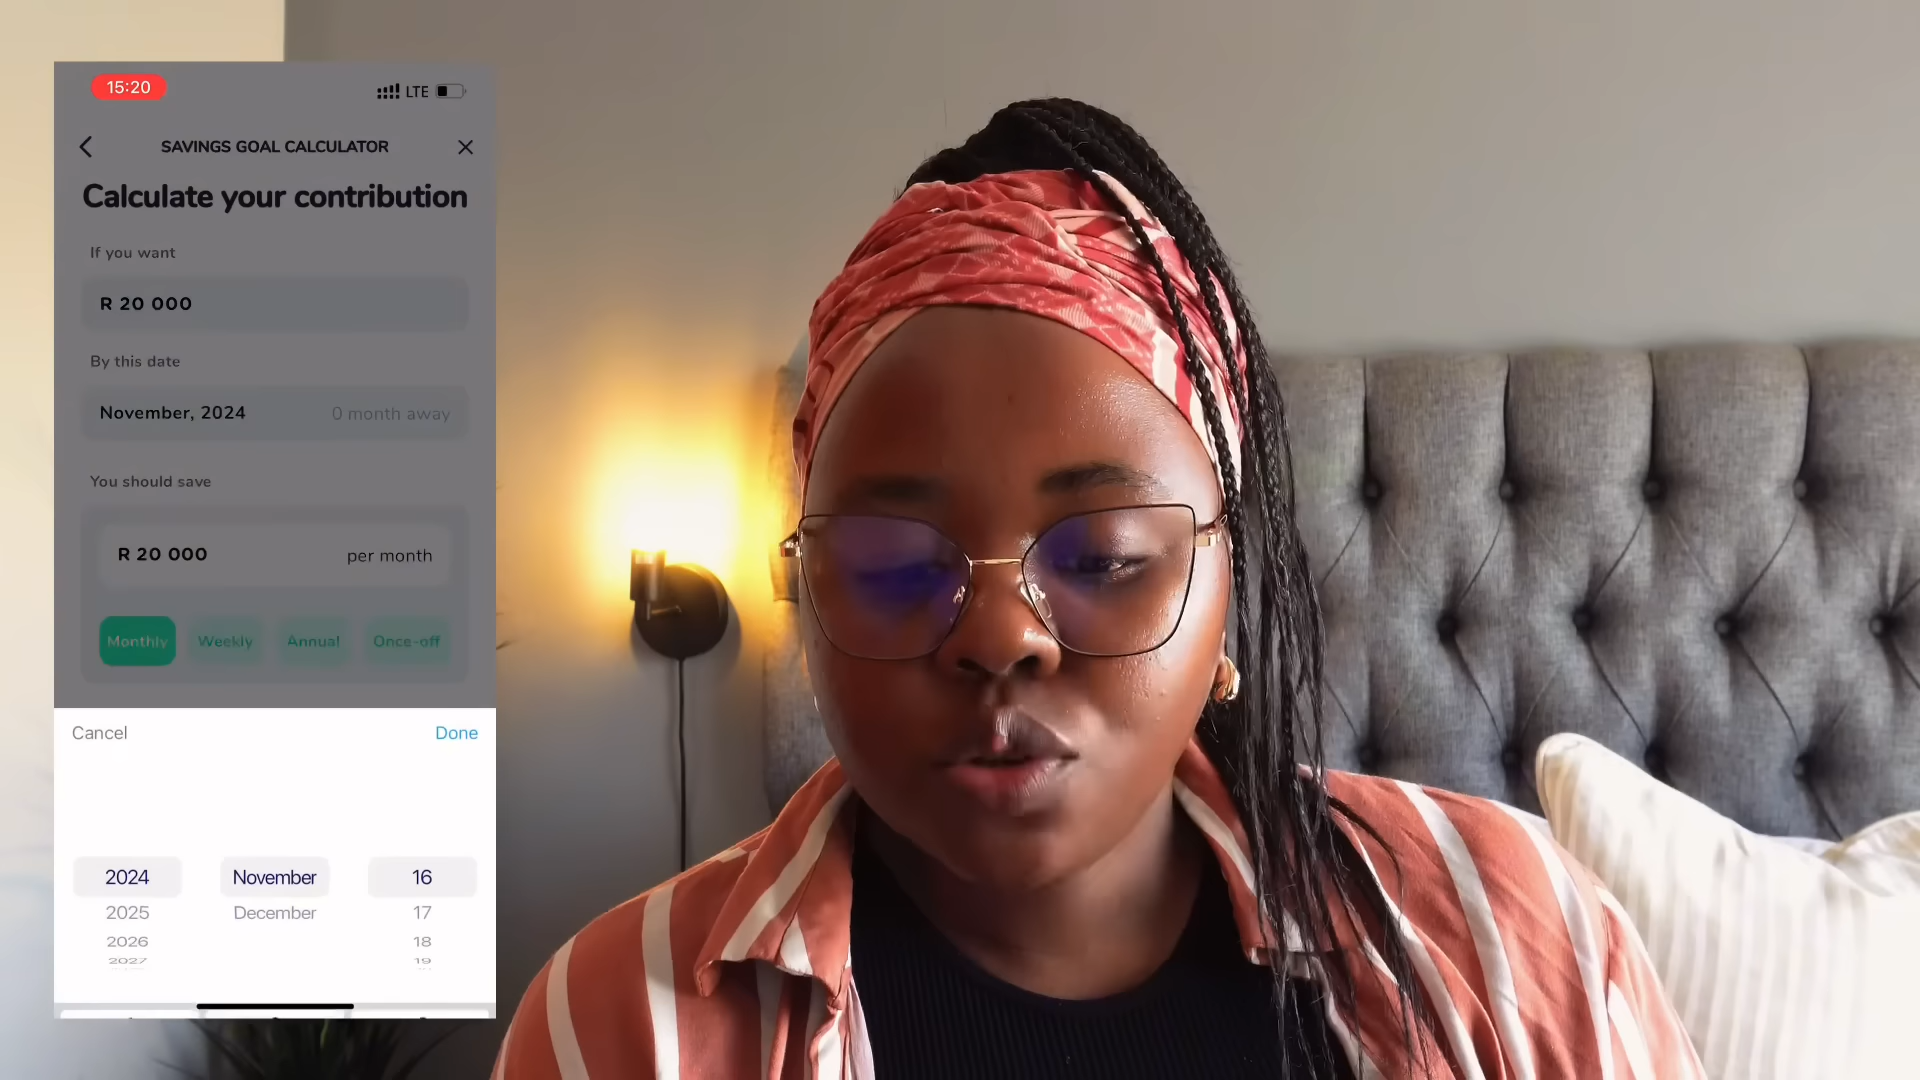 15:20
LTE
SAVINGS GOAL CALCULATOR
Calculate your contribution
If you want
R 20 000
By this date
November, 2024 0 month away
You should save
R 20 000 per month
Monthly Weekly Annual Once-off
Cancel Done
2024 November 16
2025 December 17
2026 18
2027 19